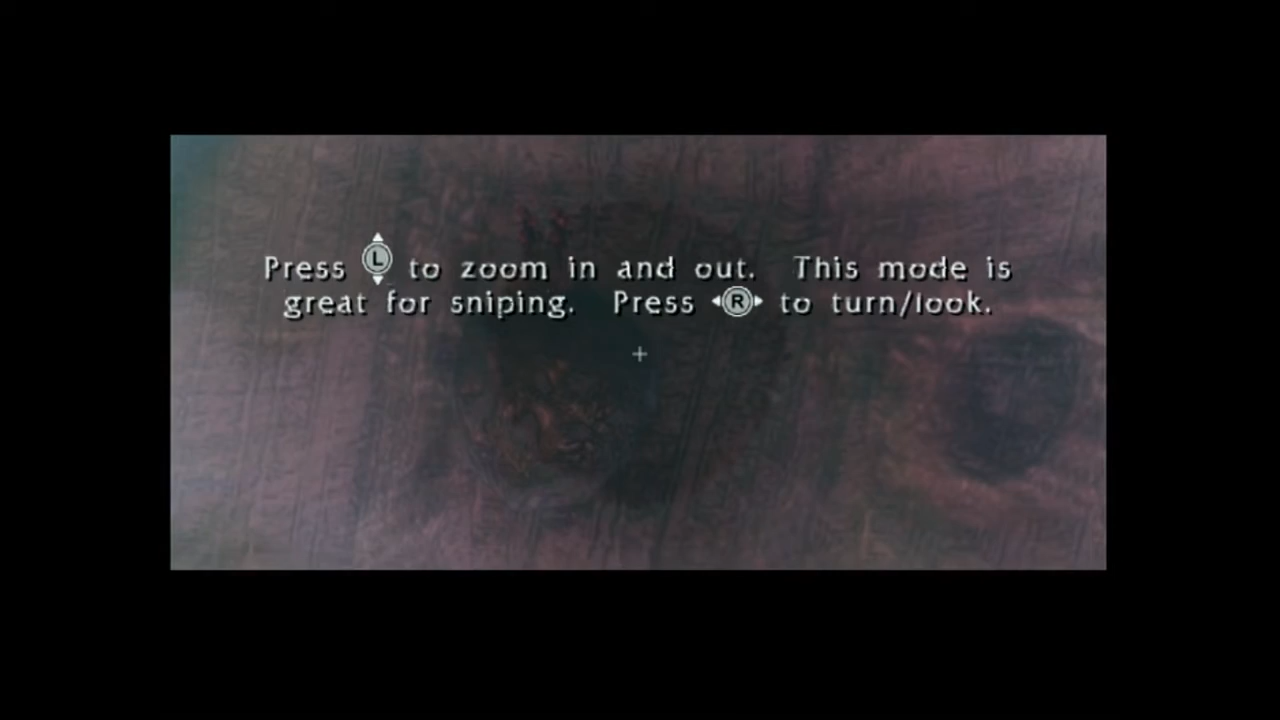 Press L to zoom in and out. This mode is
great for sniping. Press R to turn/look.